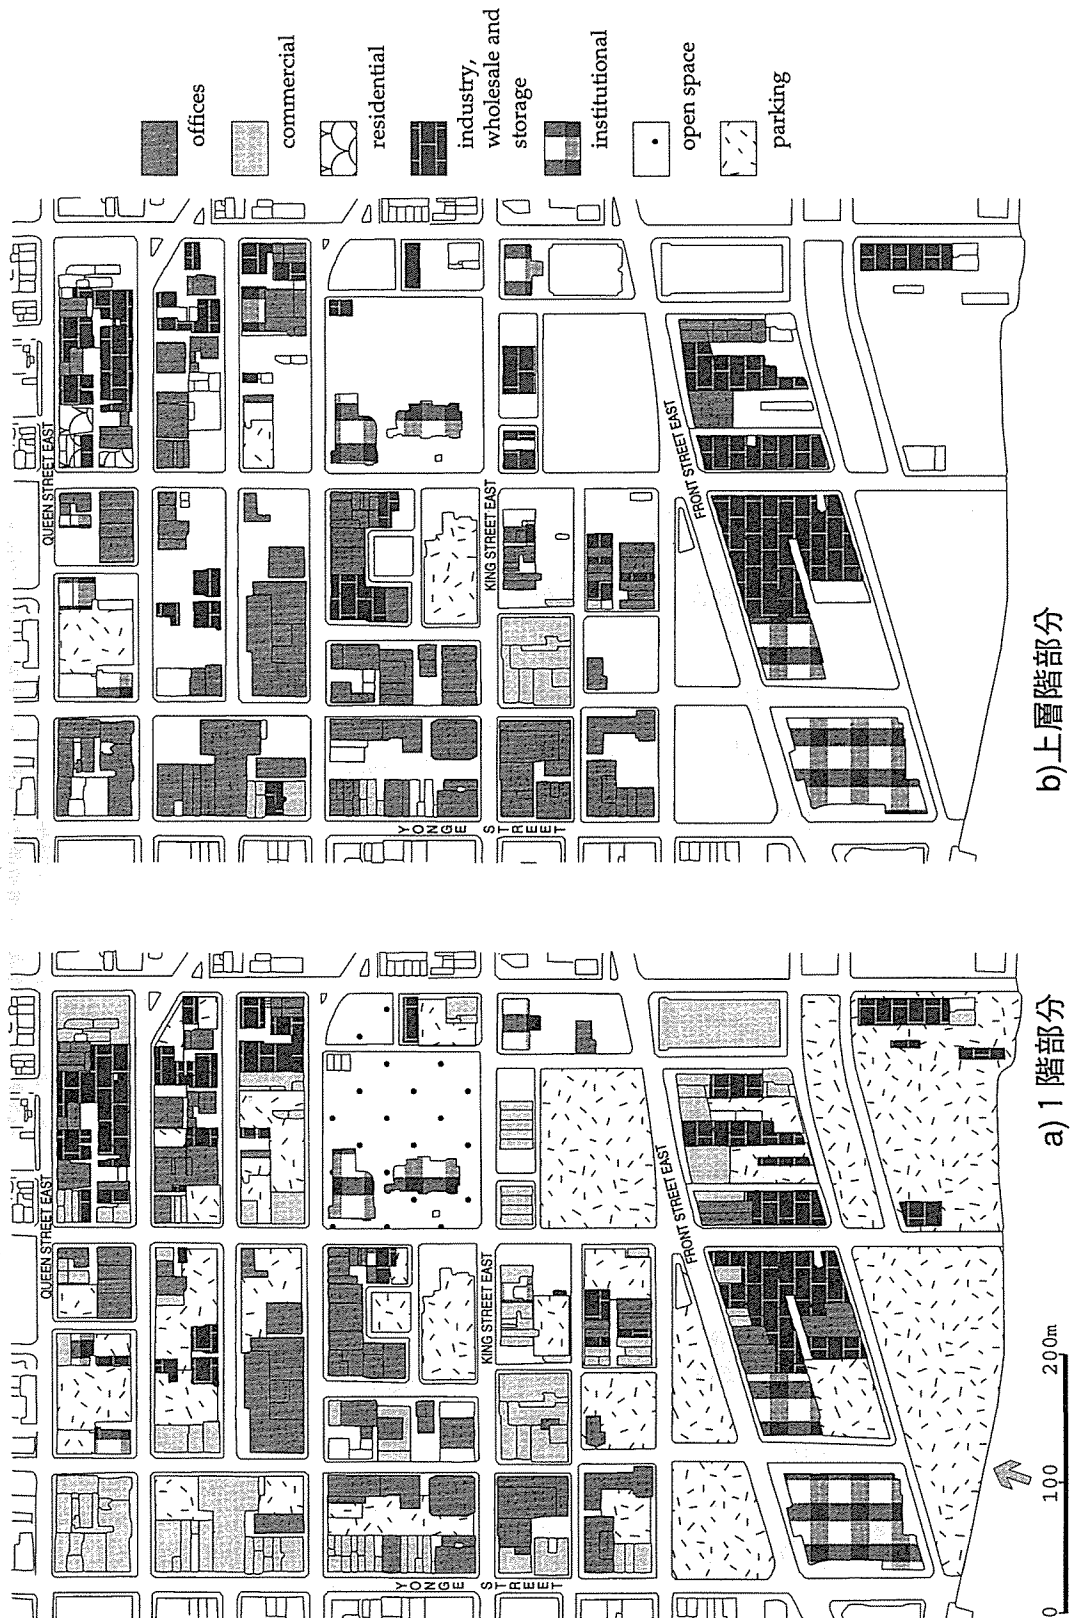 offices
commercial
residential
industry,
wholesale and
storage
institutional
open space
parking
QUEEN STREET EAST
KING STREET EAST
FRONT STREET EAST
YONGE STREET
b)上層階部分
QUEEN STREET EAST
KING STREET EAST
FRONT STREET EAST
YONGE STREET
a)1階部分
0 100 200m